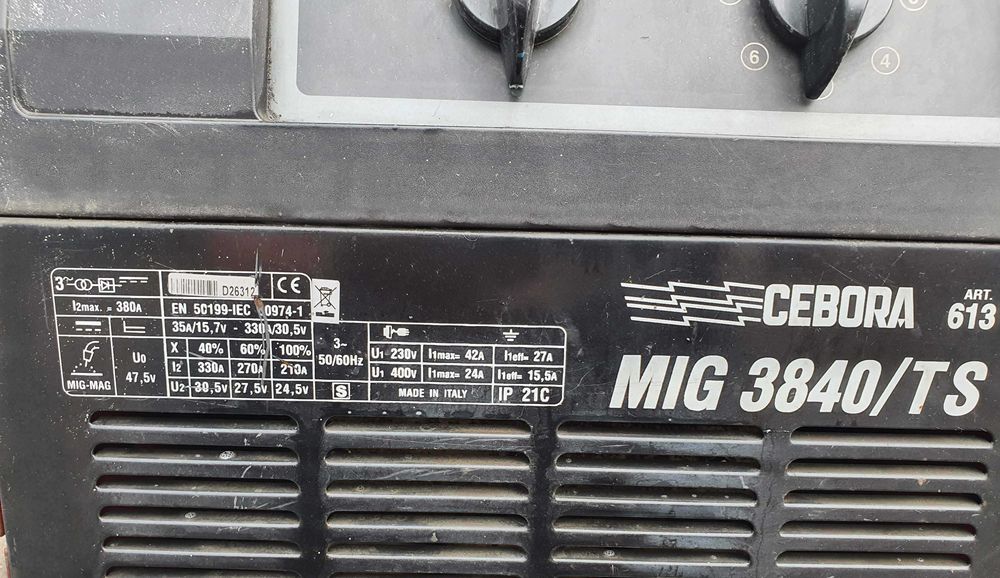 6
4
3~
D26312
CE
I2max. = 380A
EN 50199-IEC 60974-1
35A/15,7v - 330A/30,5v
X 40% 60% 100%
I2 330A 270A 210A
U2 30,5v 27,5v 24,5v
Uo
47,5v
MIG-MAG
3~
50/60Hz
S
U1 230v I1max= 42A I1eff= 27A
U1 400v I1max= 24A I1eff= 15,5A
MADE IN ITALY IP 21C
CEBORA
ART.
613
MIG 3840/TS